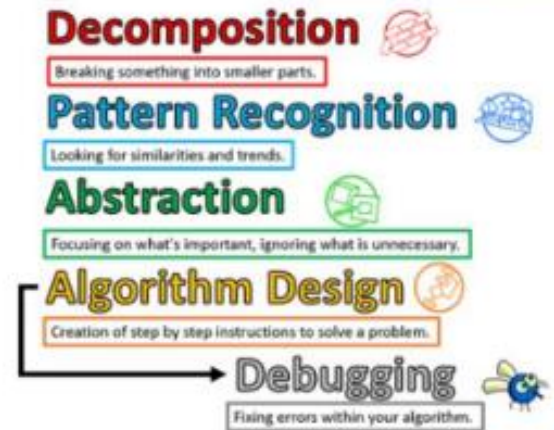 Decomposition
Breaking something into smaller parts.
Pattern Recognition
Looking for similarities and trends.
Abstraction
Focusing on what's important, ignoring what is unnecessary.
Algorithm Design
Creation of step by step instructions to solve a problem.
Debugging
Fixing errors within your algorithm.